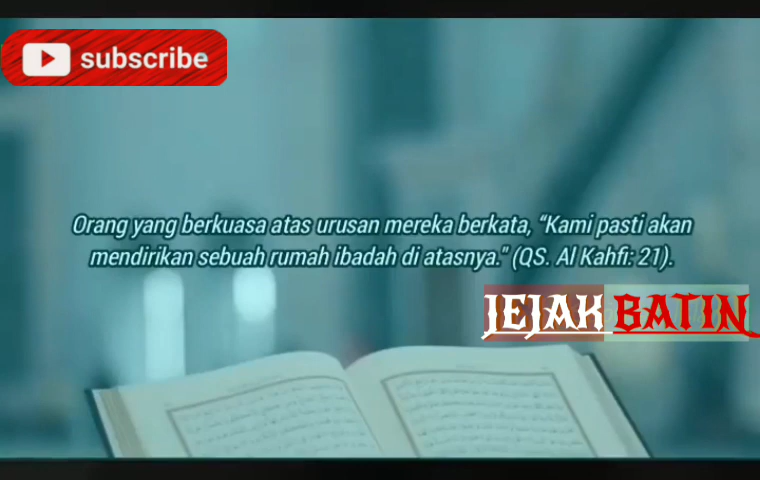 subscribe
Orang yang berkuasa atas urusan mereka berkata, “Kami pasti akan
mendirikan sebuah rumah ibadah di atasnya." (QS. Al Kahfi: 21).
JEJAK BATIN